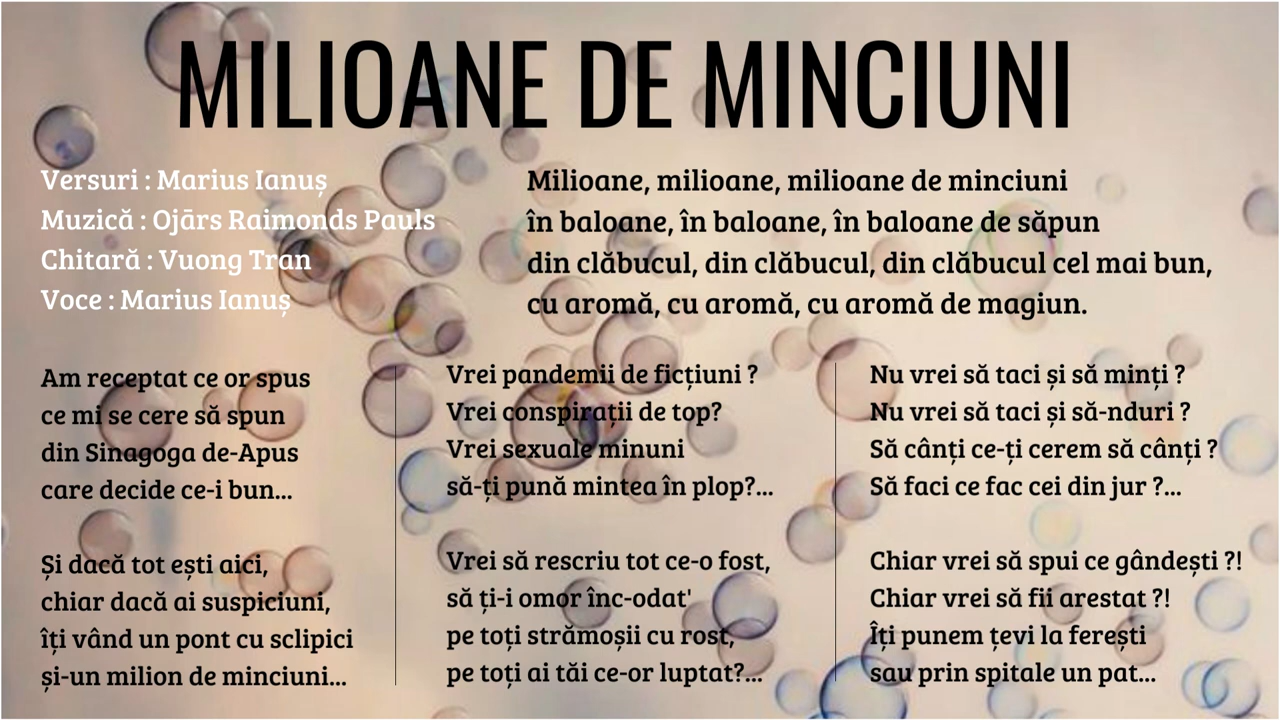 MILIOANE DE MINCIUNI
Versuri : Marius Ianuș
Muzică : Ojārs Raimonds Pauls
Chitară : Vuong Tran
Voce : Marius Ianuș
Milioane, milioane, milioane de minciuni
în baloane, în baloane, în baloane de săpun
din clăbucul, din clăbucul, din clăbucul cel mai bun,
cu aromă, cu aromă, cu aromă de magiun.
Am receptat ce or spus
ce mi se cere să spun
din Sinagoga de-Apus
care decide ce-i bun...
Și dacă tot ești aici,
chiar dacă ai suspiciuni,
îți vând un pont cu sclipici
și-un milion de minciuni...
Vrei pandemii de ficțiuni ?
Vrei conspirații de top?
Vrei sexuale minuni
să-ți pună mintea în plop?...
Vrei să rescriu tot ce-o fost,
să ți-i omor înc-odat'
pe toți strămoșii cu rost,
pe toți ai tăi ce-or luptat?...
Nu vrei să taci și să minți ?
Nu vrei să taci și să-nduri ?
Să cânți ce-ți cerem să cânți ?
Să faci ce fac cei din jur ?...
Chiar vrei să spui ce gândești ?!
Chiar vrei să fii arestat ?!
Îți punem țevi la ferești
sau prin spitale un pat...